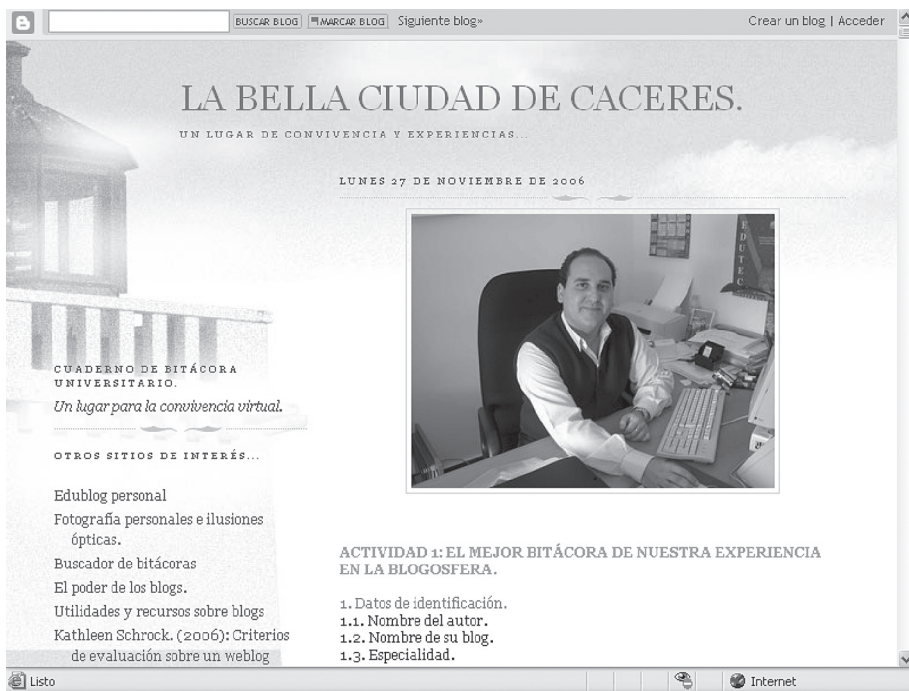 BUSCAR BLOG MARCAR BLOG Siguiente blog» Crear un blog | Acceder
LA BELLA CIUDAD DE CACERES.
UN LUGAR DE CONVIVENCIA Y EXPERIENCIAS...
LUNES 27 DE NOVIEMBRE DE 2006
EDUTEC
CUADERNO DE BITÁCORA
UNIVERSITARIO.
Un lugar para la convivencia virtual.
OTROS SITIOS DE INTERÉS...
Edublog personal
Fotografía personales e ilusiones
ópticas.
Buscador de bitácoras
El poder de los blogs.
Utilidades y recursos sobre blogs
Kathleen Schrock. (2006): Criterios
de evaluación sobre un weblog
ACTIVIDAD 1: EL MEJOR BITÁCORA DE NUESTRA EXPERIENCIA
EN LA BLOGOSFERA.
1. Datos de identificación.
1.1. Nombre del autor.
1.2. Nombre de su blog.
1.3. Especialidad.
Listo Internet